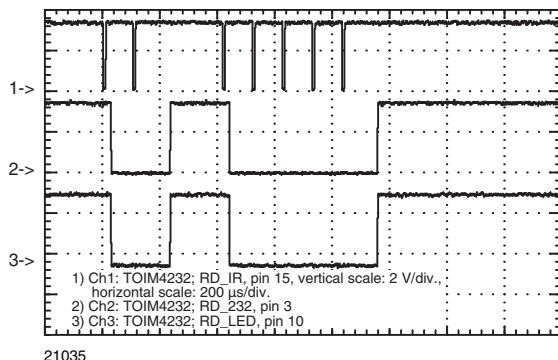 1->
2->
3->
1) Ch1: TOIM4232; RD_IR, pin 15, vertical scale: 2 V/div.,
horizontal scale: 200 µs/div.
2) Ch2: TOIM4232; RD_232, pin 3
3) Ch3: TOIM4232; RD_LED, pin 10
21035